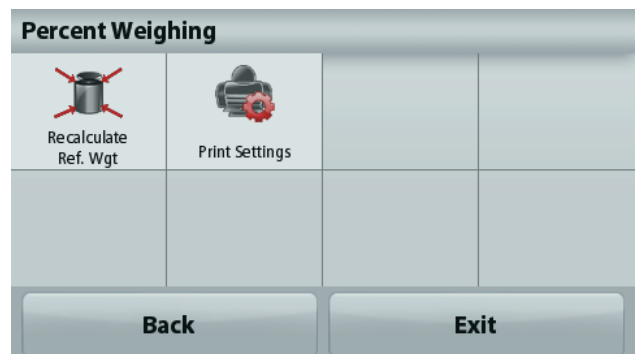 Percent Weighing
Recalculate
Ref. Wgt
Print Settings
Back
Exit